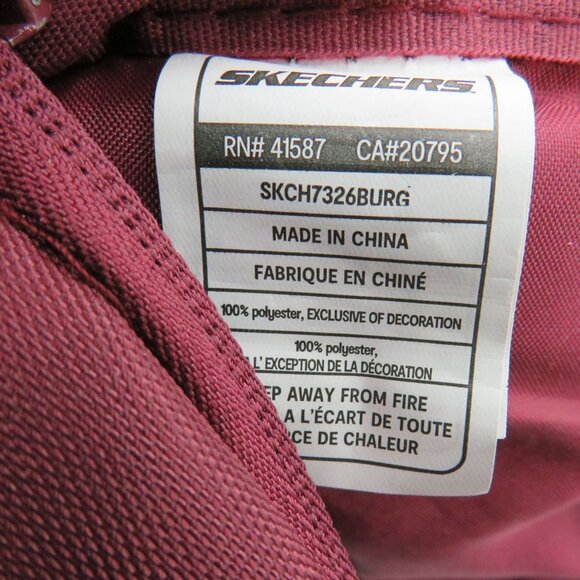 SKECHERS
RN# 41587 CA#20795
SKCH7326BURG
MADE IN CHINA
FABRIQUE EN CHINÉ
100% polyester, EXCLUSIVE OF DECORATION
100% polyester,
L'EXCEPTION DE LA DÉCORATION
AWAY FROM FIRE
A L'ÉCART DE TOUTE
DE CHALEUR